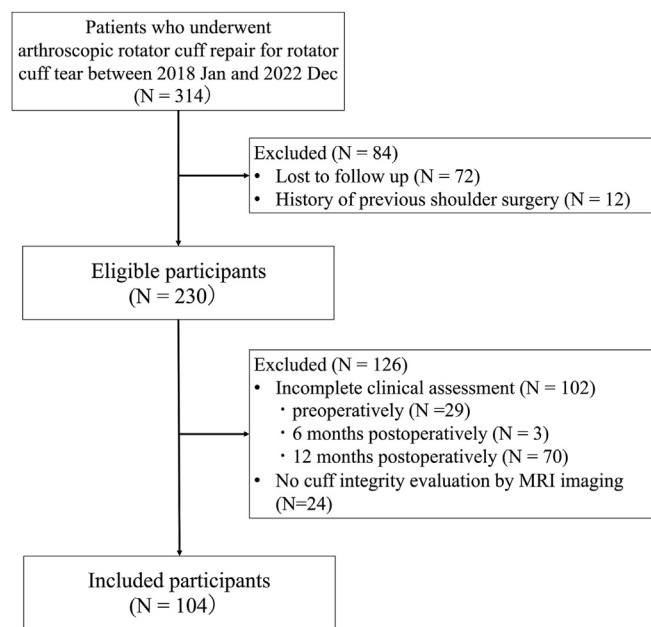 Patients who underwent
arthroscopic rotator cuff repair for rotator
cuff tear between 2018 Jan and 2022 Dec
(N = 314)
Excluded (N = 84)
• Lost to follow up (N = 72)
• History of previous shoulder surgery (N = 12)
Eligible participants
(N = 230)
Excluded (N = 126)
• Incomplete clinical assessment (N = 102)
・preoperatively (N =29)
・6 months postoperatively (N = 3)
・12 months postoperatively (N = 70)
• No cuff integrity evaluation by MRI imaging
(N=24)
Included participants
(N = 104)